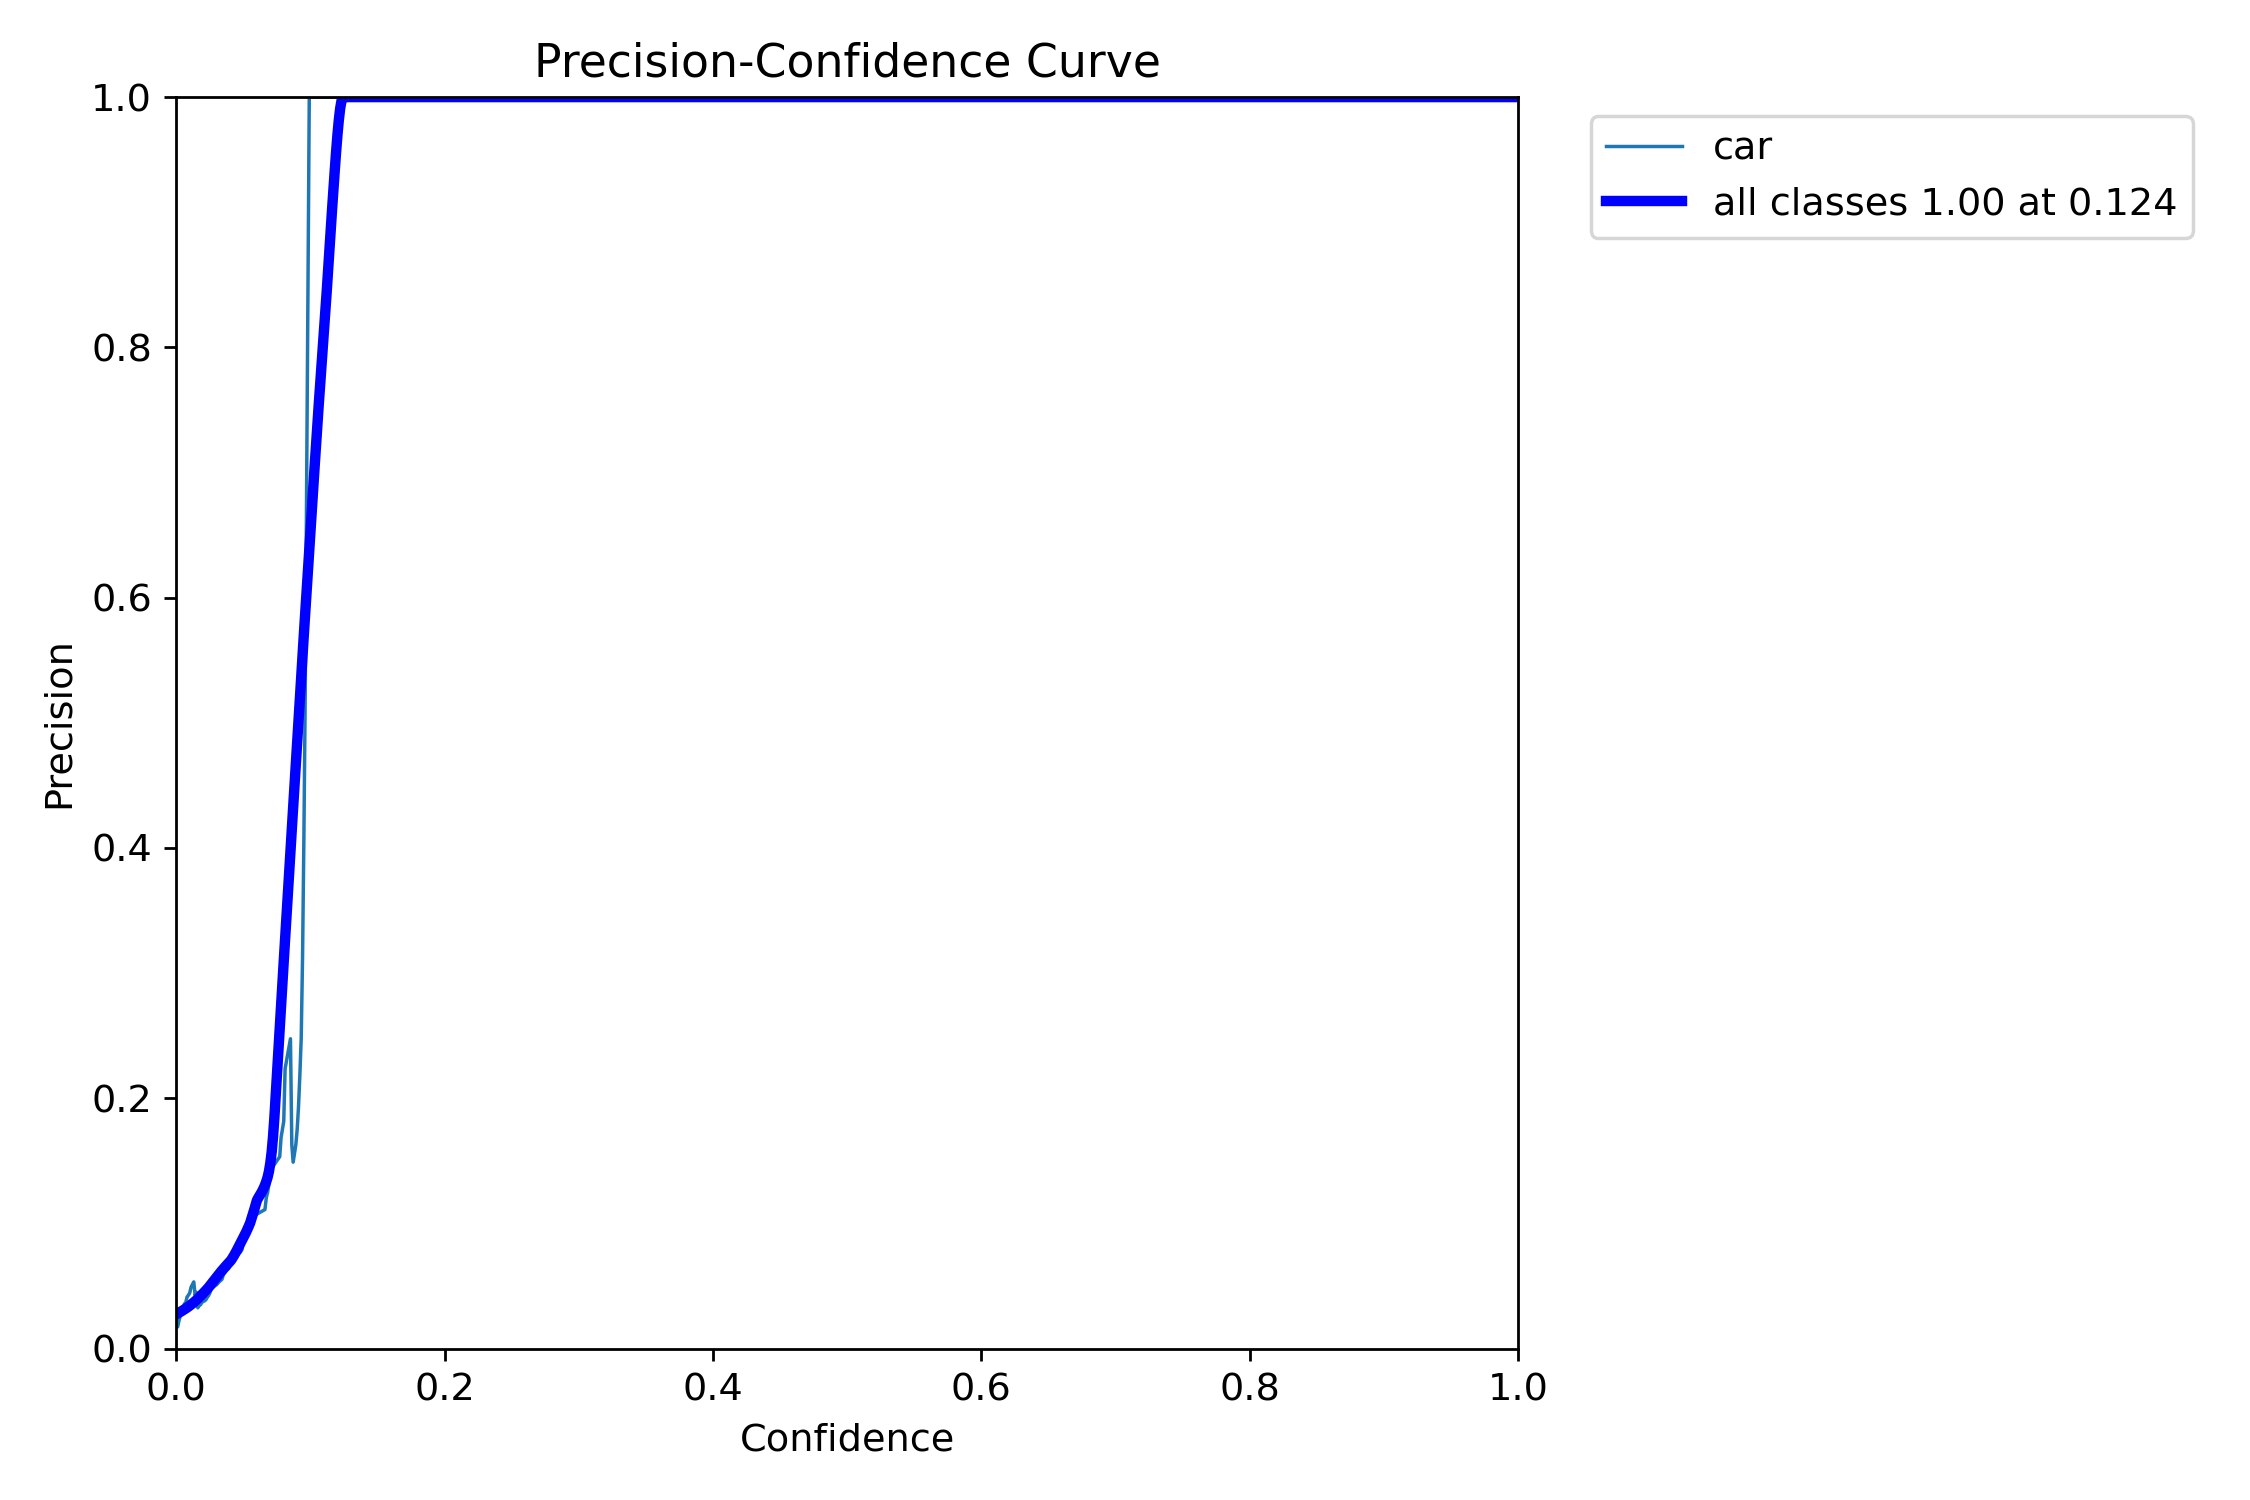 Precision-Confidence Curve
1.0
0.8
0.6
0.4
0.2
0.0
Precision
0.0 0.2 0.4 0.6 0.8 1.0
Confidence
car
all classes 1.00 at 0.124